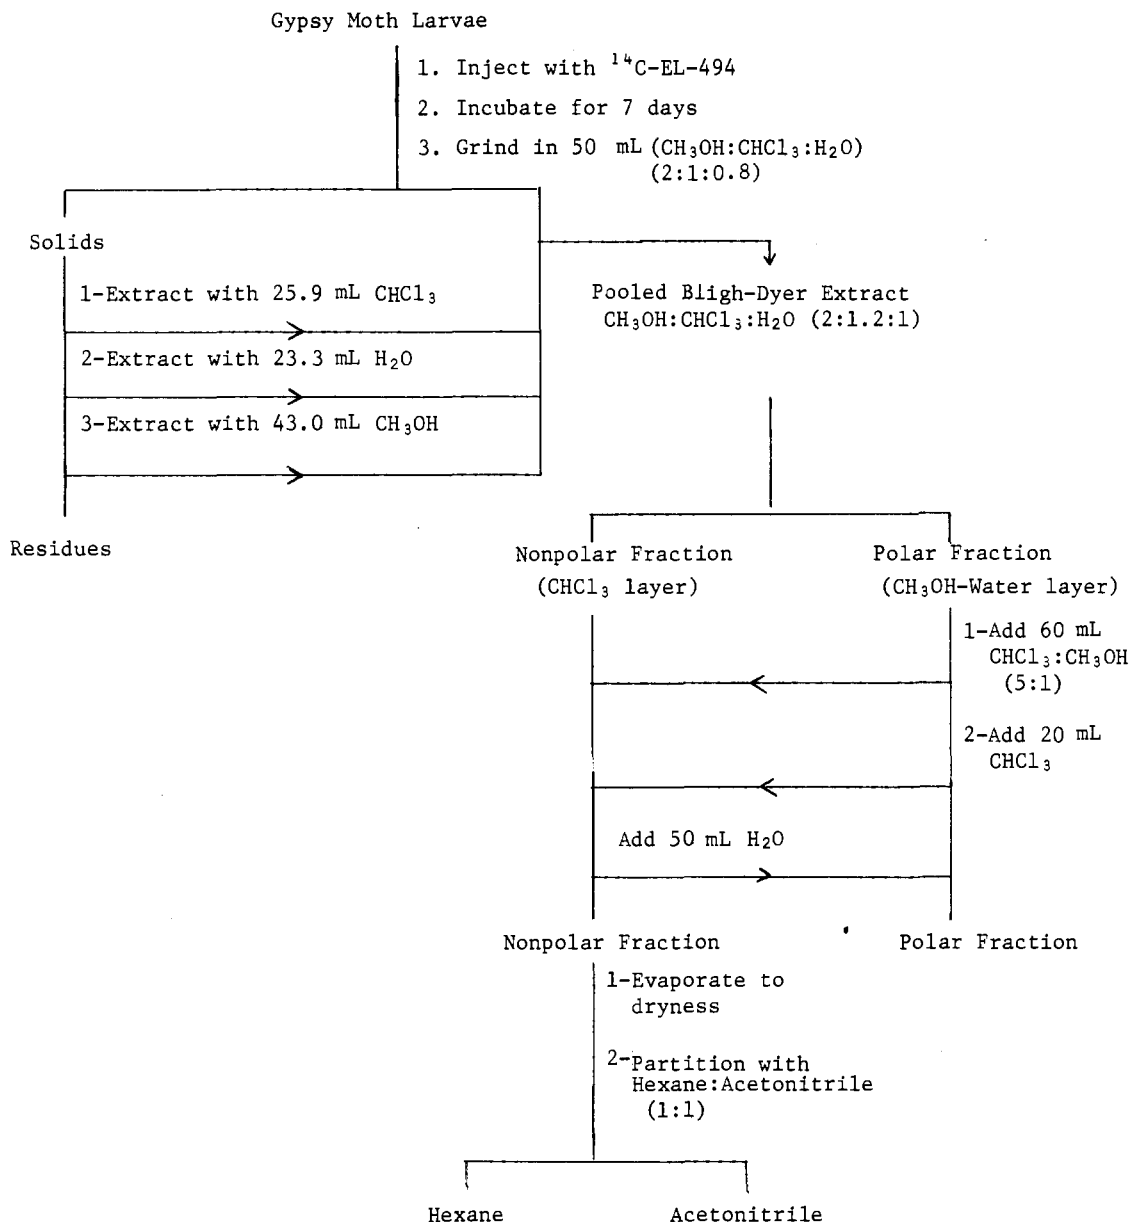 Gypsy Moth Larvae
1. Inject with ¹⁴C-EL-494
2. Incubate for 7 days
3. Grind in 50 mL (CH₃OH:CHCl₃:H₂O)
(2:1:0.8)
Solids
1-Extract with 25.9 mL CHCl₃
2-Extract with 23.3 mL H₂O
3-Extract with 43.0 mL CH₃OH
Residues
Pooled Bligh-Dyer Extract
CH₃OH:CHCl₃:H₂O (2:1.2:1)
Nonpolar Fraction
(CHCl₃ layer)
Polar Fraction
(CH₃OH-Water layer)
1-Add 60 mL
CHCl₃:CH₃OH
(5:1)
2-Add 20 mL
CHCl₃
Add 50 mL H₂O
Nonpolar Fraction
Polar Fraction
1-Evaporate to
dryness
2-Partition with
Hexane:Acetonitrile
(1:1)
Hexane
Acetonitrile